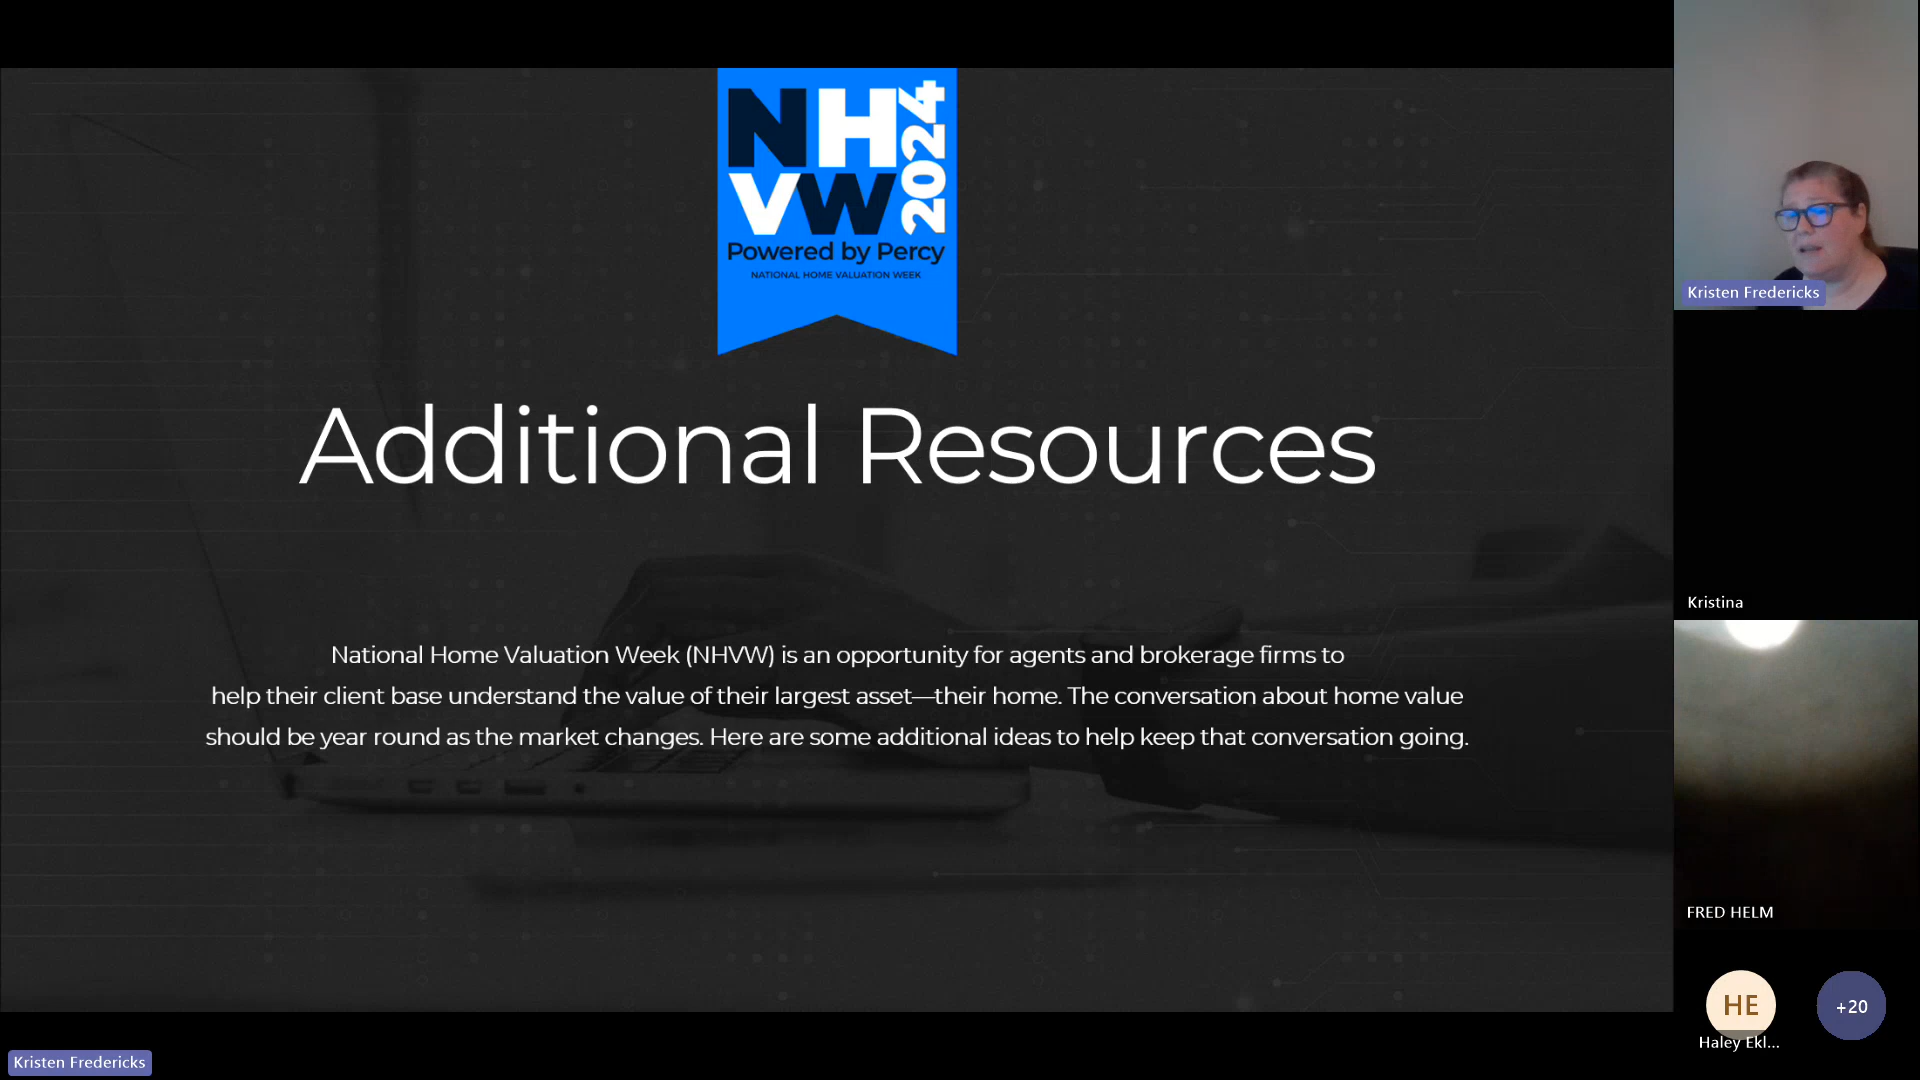 NH
VW
2024
Powered by Percy
NATIONAL HOME VALUATION WEEK
Additional Resources
National Home Valuation Week (NHVW) is an opportunity for agents and brokerage firms to
help their client base understand the value of their largest asset—their home. The conversation about home value
should be year round as the market changes. Here are some additional ideas to help keep that conversation going.
Kristen Fredericks
Kristina
FRED HELM
HE
Haley Ekl...
+20
Kristen Fredericks